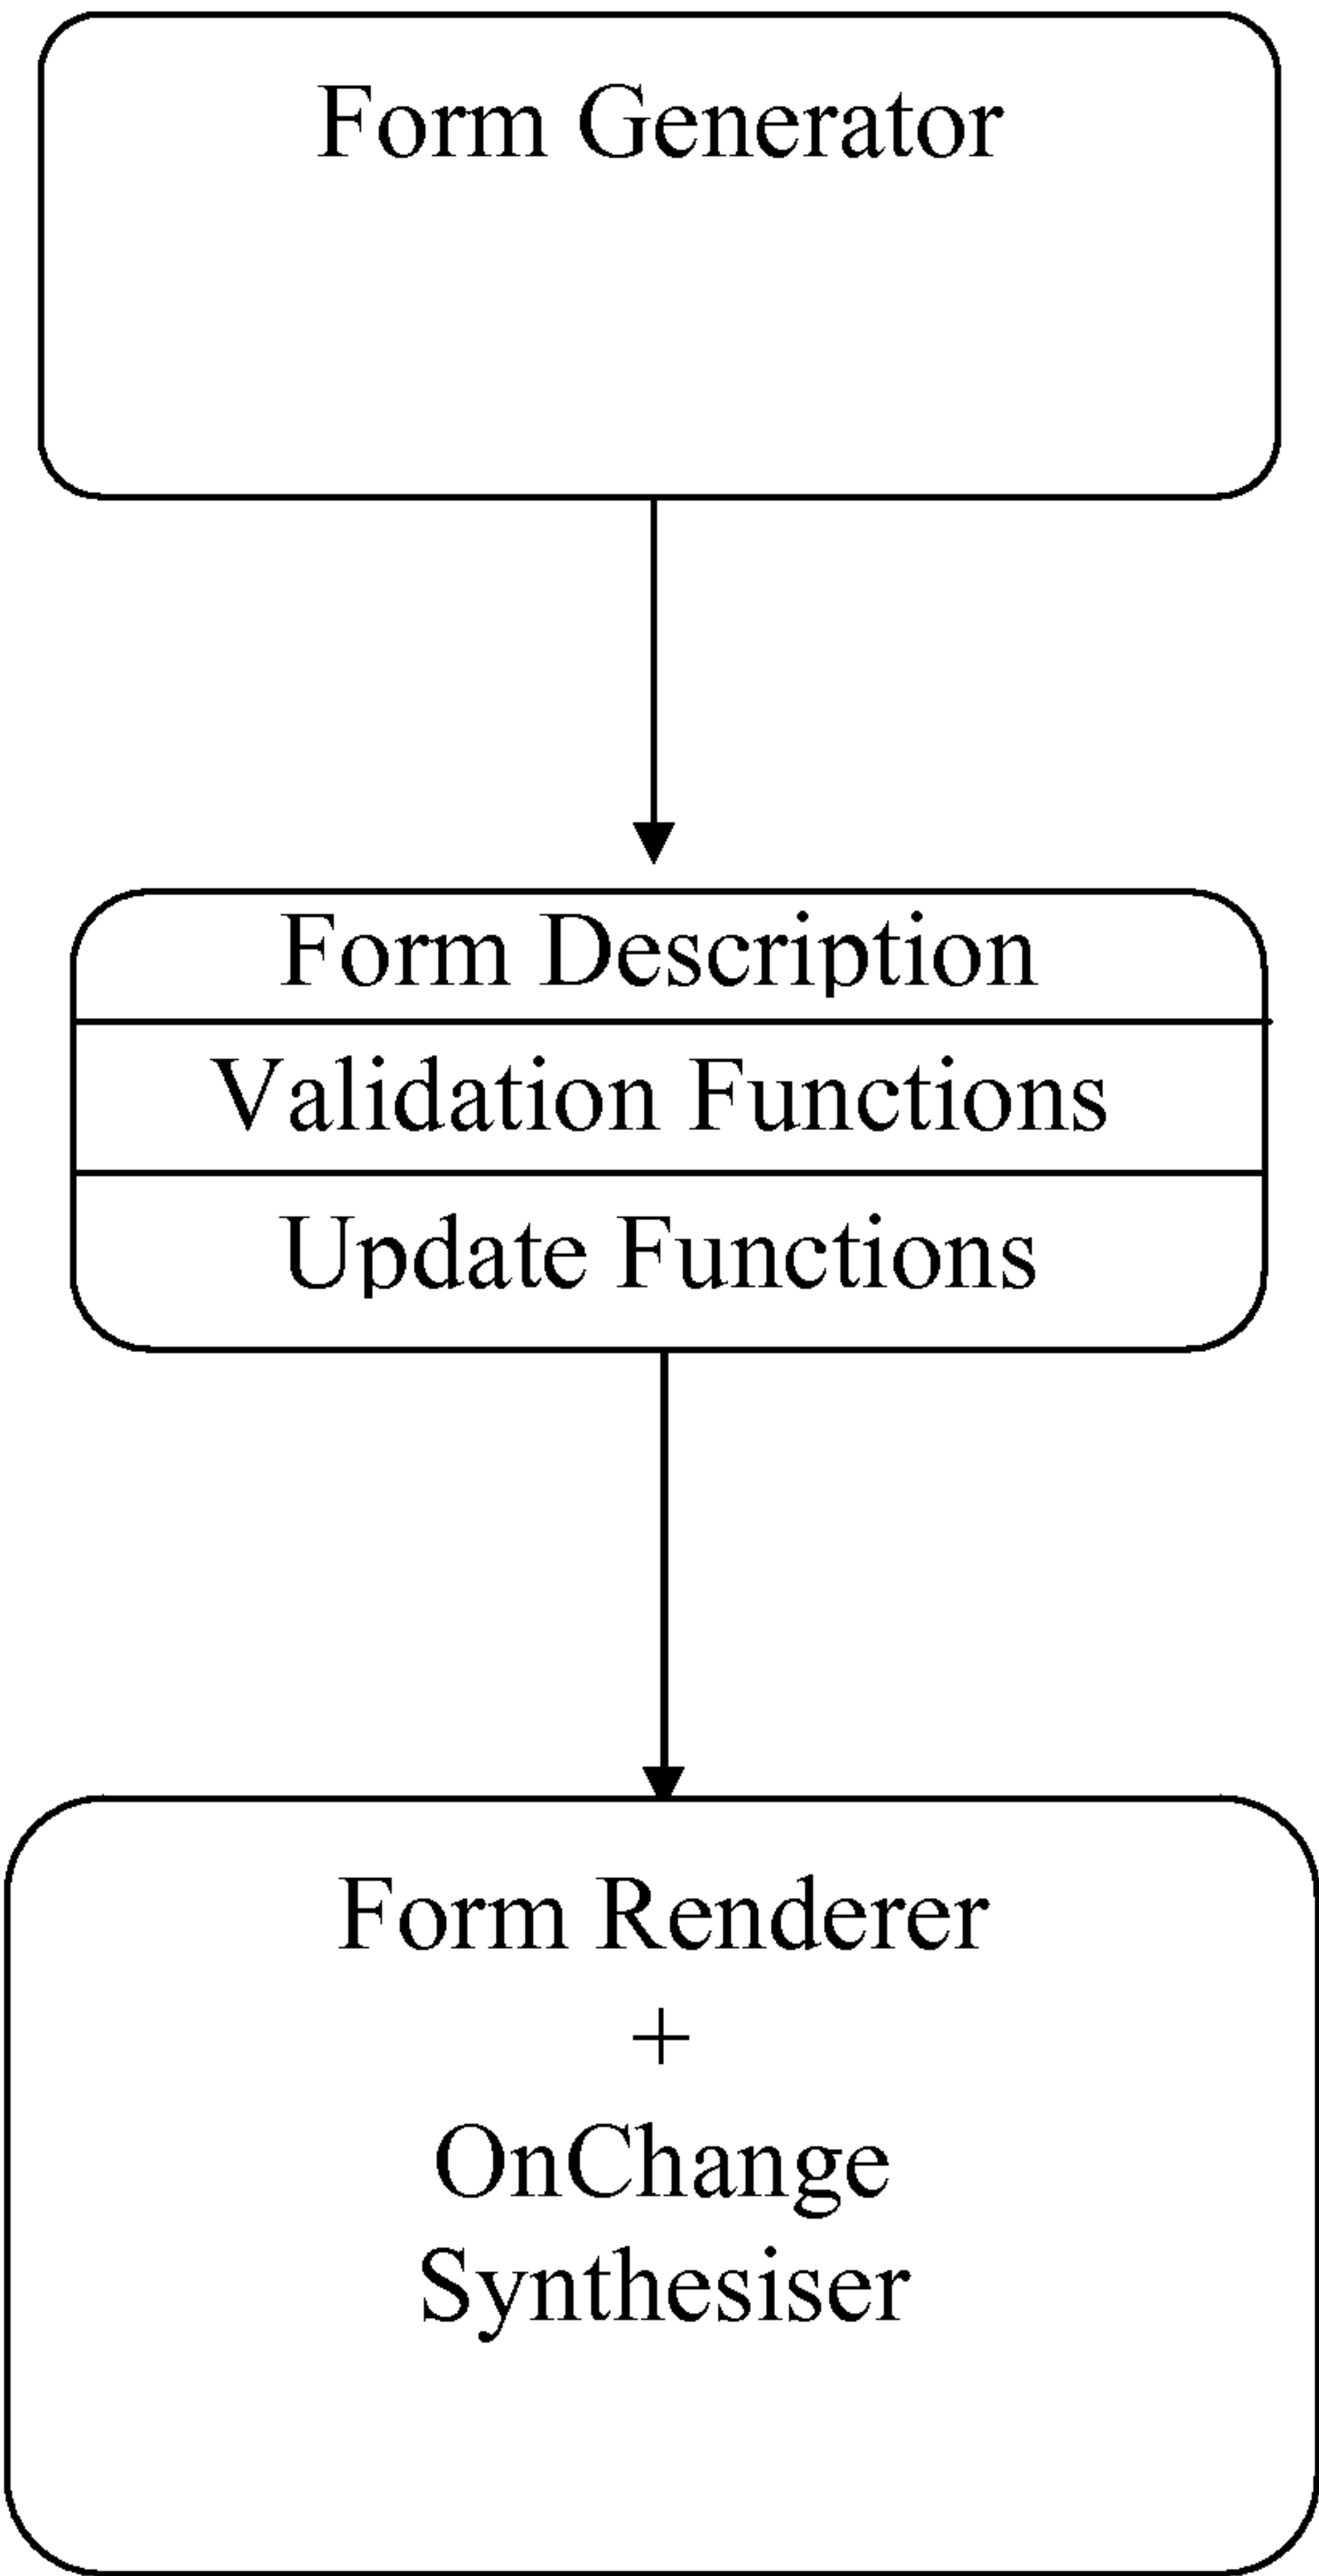 Form Generator
Form Description
Validation Functions
Update Functions
Form Renderer
+
OnChange
Synthesiser